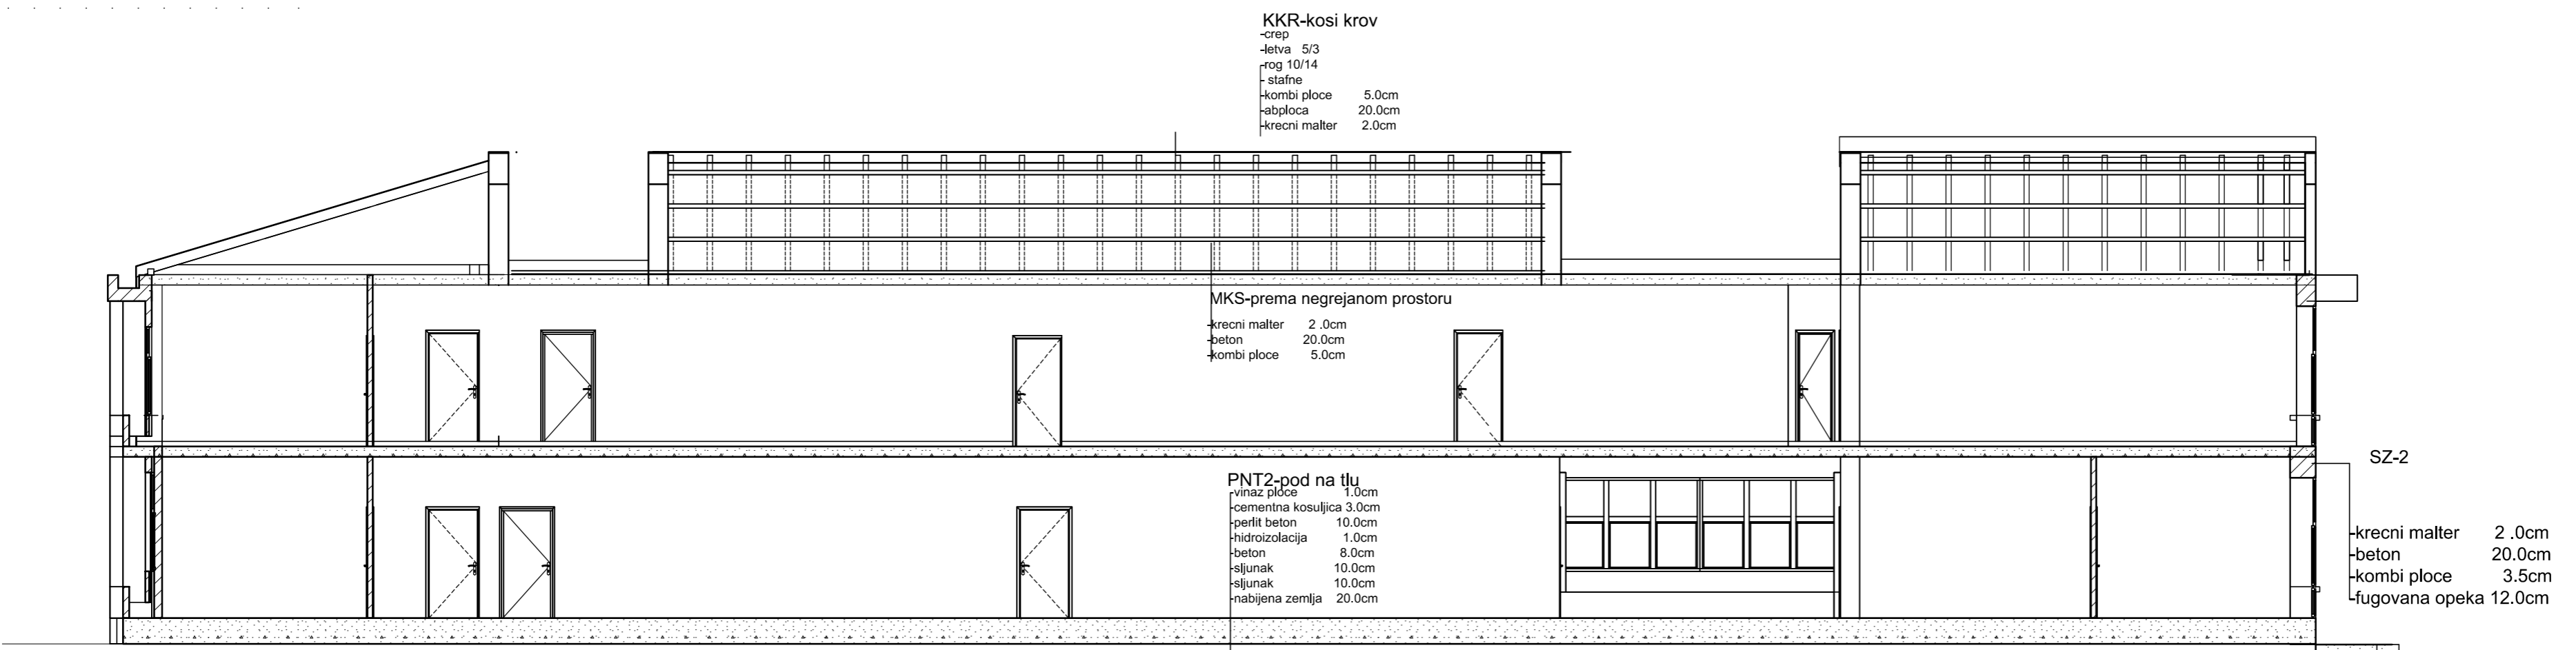 KKR-kosi krov
-crep
-letva 5/3
-rog 10/14
- stafne
-kombi ploce 5.0cm
-abploca 20.0cm
-krecni malter 2.0cm
MKS-prema negrejanom prostoru
-krecni malter 2 .0cm
-beton 20.0cm
-kombi ploce 5.0cm
PNT2-pod na tlu
-vinaz ploce 1.0cm
-cementna kosuljica 3.0cm
-perlit beton 10.0cm
-hidroizolacija 1.0cm
-beton 8.0cm
-sljunak 10.0cm
-sljunak 10.0cm
-nabijena zemlja 20.0cm
SZ-2
-krecni malter 2 .0cm
-beton 20.0cm
-kombi ploce 3.5cm
-fugovana opeka 12.0cm